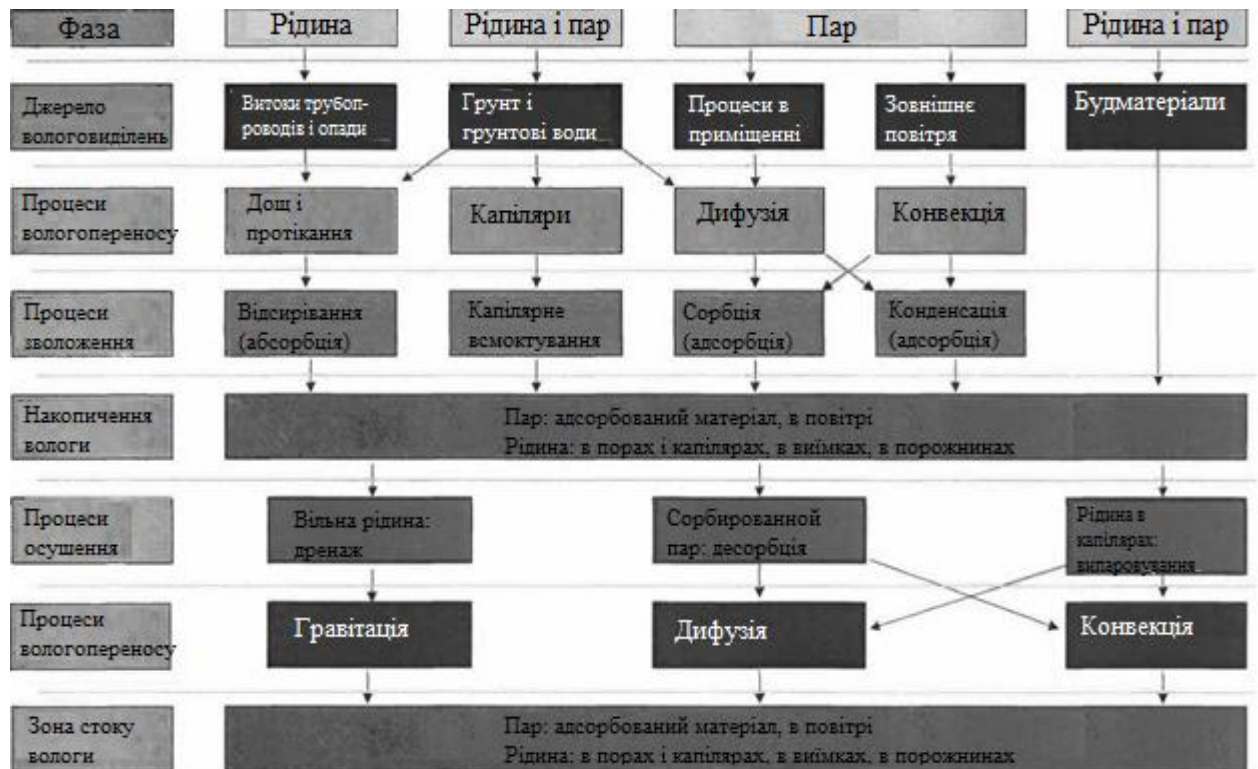 Фаза
Рідина
Рідина і пар
Пар
Рідина і пар
Джерело
вологовиділень
Витоки трубоп-
роводів і опади
Грунт і
грунтові води
Процеси в
приміщенні
Зовнішнє
повітря
Будматеріали
Процеси
вологопереносу
Дощ і
протікання
Капіляри
Дифузія
Конвекція
Процеси
зволоження
Відсирівання
(абсорбція)
Капілярне
всмоктування
Сорбція
(адсорбція)
Конденсація
(адсорбція)
Накопичення
вологи
Пар: адсорбований матеріал, в повітрі
Рідина: в порах і капілярах, в виїмках, в порожнинах
Процеси
осушення
Вільна рідина:
дренаж
Сорбированной
пар: десорбція
Рідина в
капілярах:
випаровування
Процеси
вологопереносу
Гравітація
Дифузія
Конвекція
Зона стоку
вологи
Пар: адсорбований матеріал, в повітрі
Рідина: в порах і капілярах, в виїмках, в порожнинах